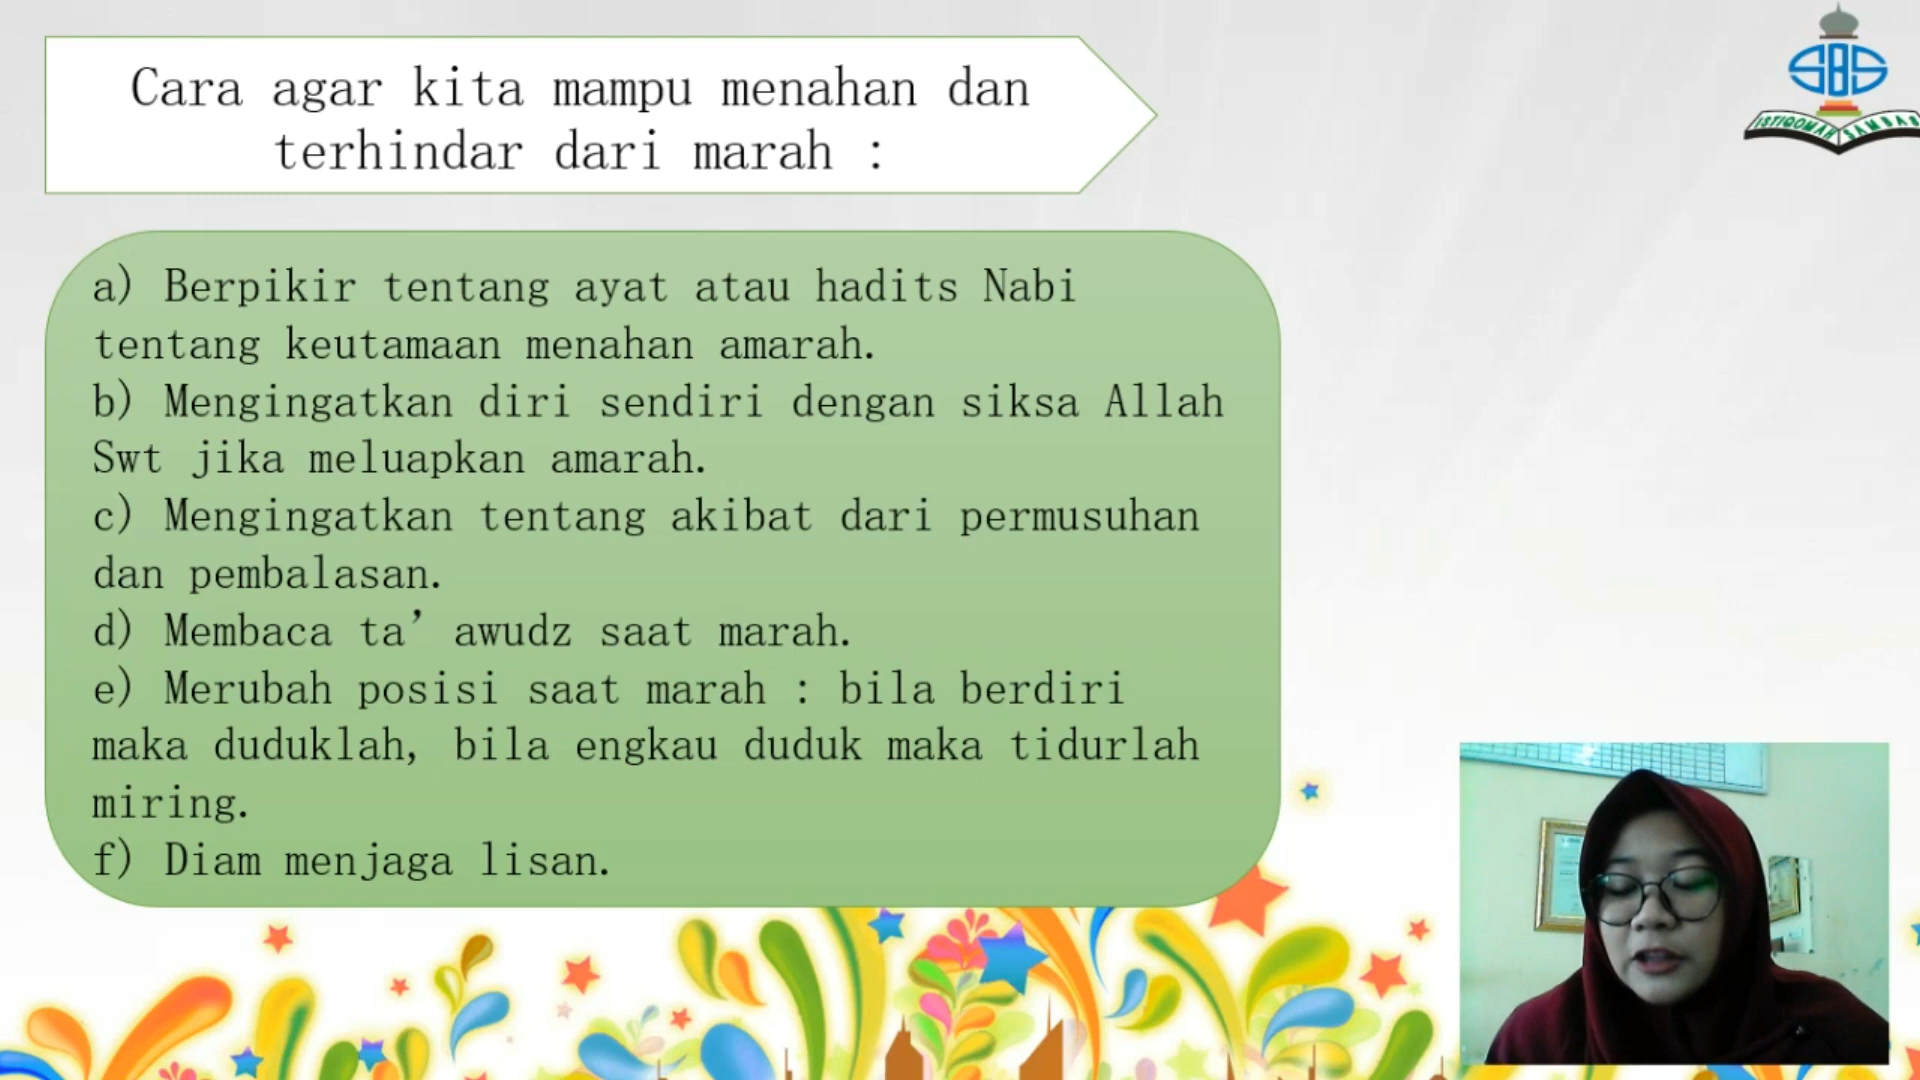 Cara agar kita mampu menahan dan
terhindar dari marah :
SBS
ISTIQOMAH SAMBAS
a) Berpikir tentang ayat atau hadits Nabi
tentang keutamaan menahan amarah.
b) Mengingatkan diri sendiri dengan siksa Allah
Swt jika meluapkan amarah.
c) Mengingatkan tentang akibat dari permusuhan
dan pembalasan.
d) Membaca ta’ awudz saat marah.
e) Merubah posisi saat marah : bila berdiri
maka duduklah, bila engkau duduk maka tidurlah
miring.
f) Diam menjaga lisan.